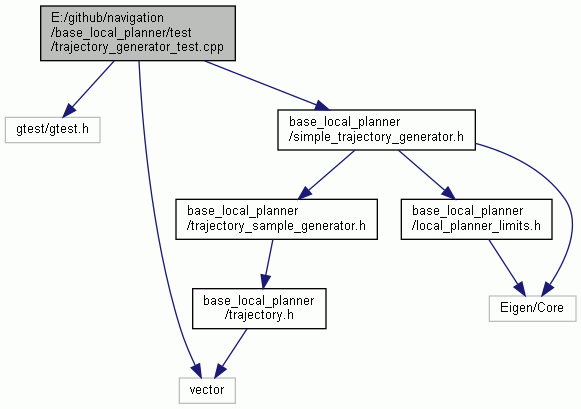 E:/github/navigation
/base_local_planner/test
/trajectory_generator_test.cpp
gtest/gtest.h
base_local_planner
/simple_trajectory_generator.h
base_local_planner
/trajectory_sample_generator.h
base_local_planner
/local_planner_limits.h
base_local_planner
/trajectory.h
Eigen/Core
vector